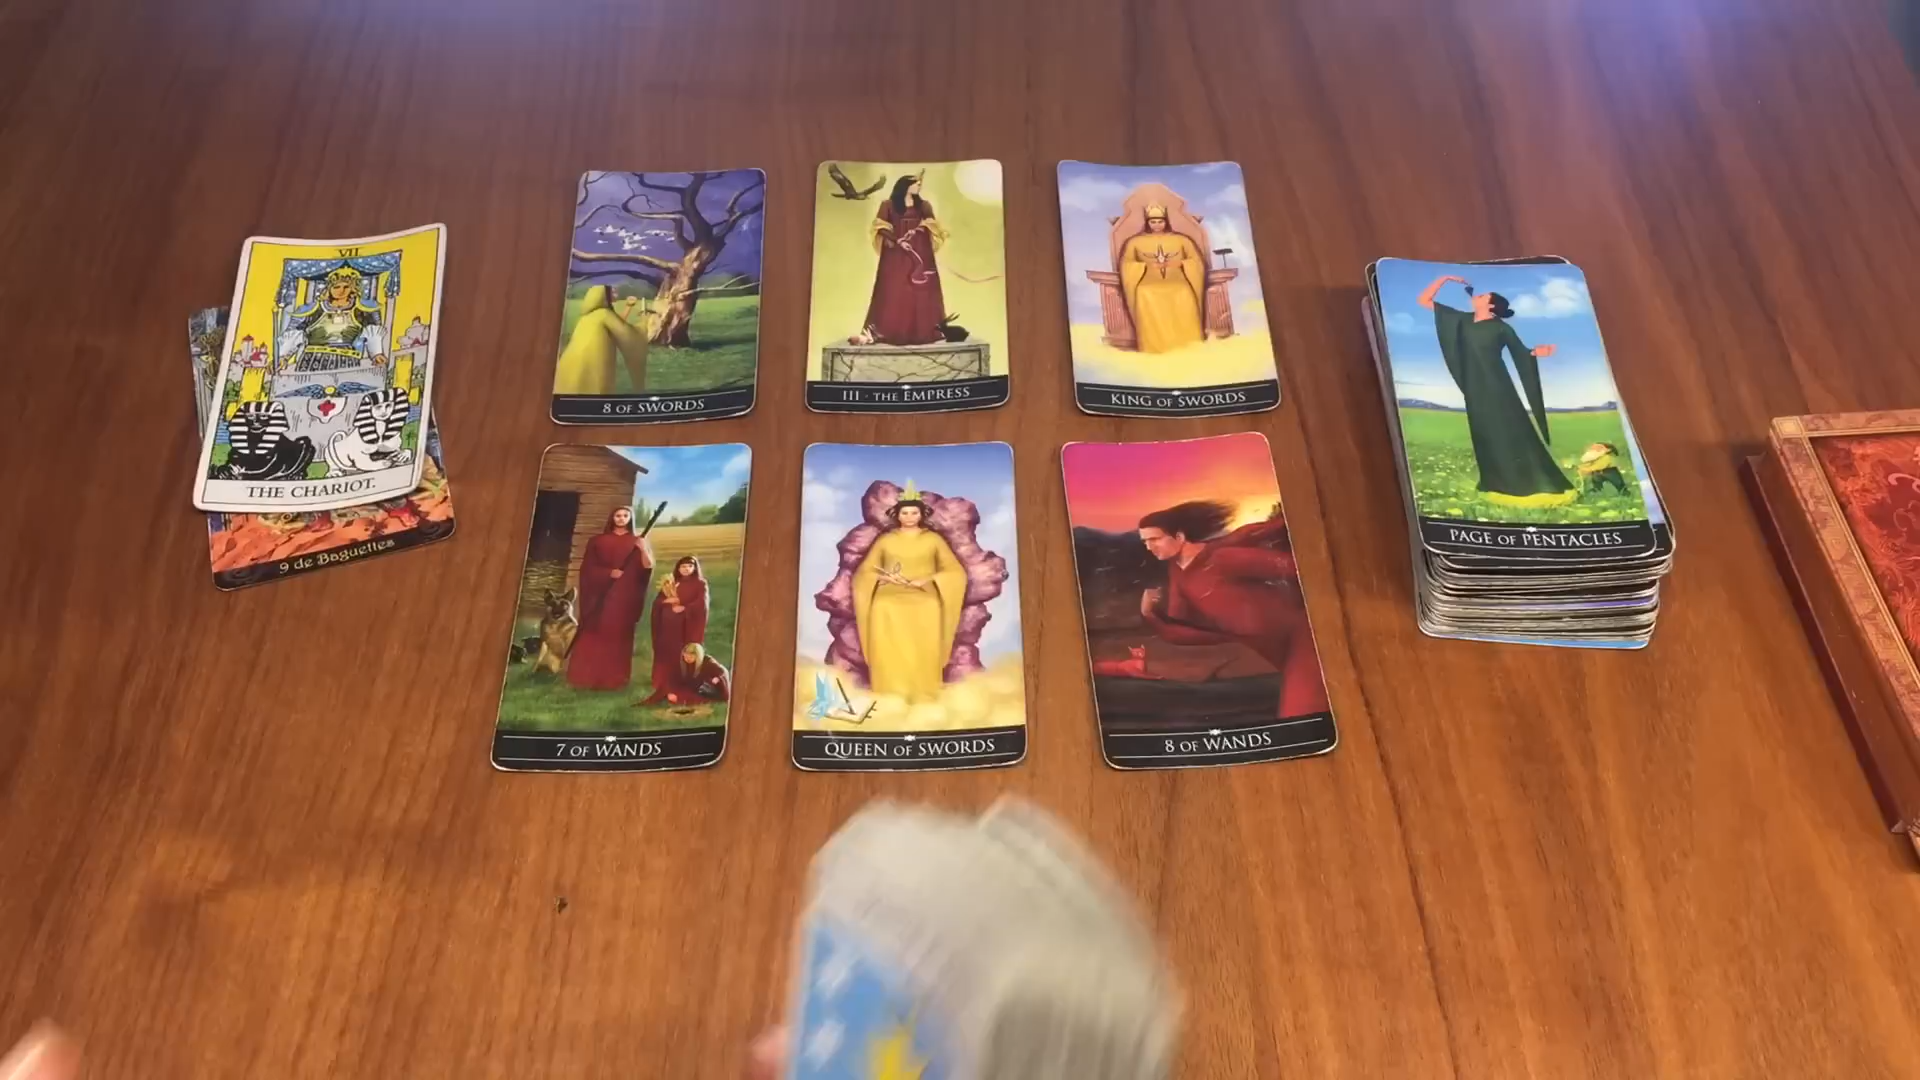 VII
THE CHARIOT.
9 de Baguettes
8 OF SWORDS
III · THE EMPRESS
KING OF SWORDS
7 OF WANDS
QUEEN OF SWORDS
8 OF WANDS
PAGE OF PENTACLES